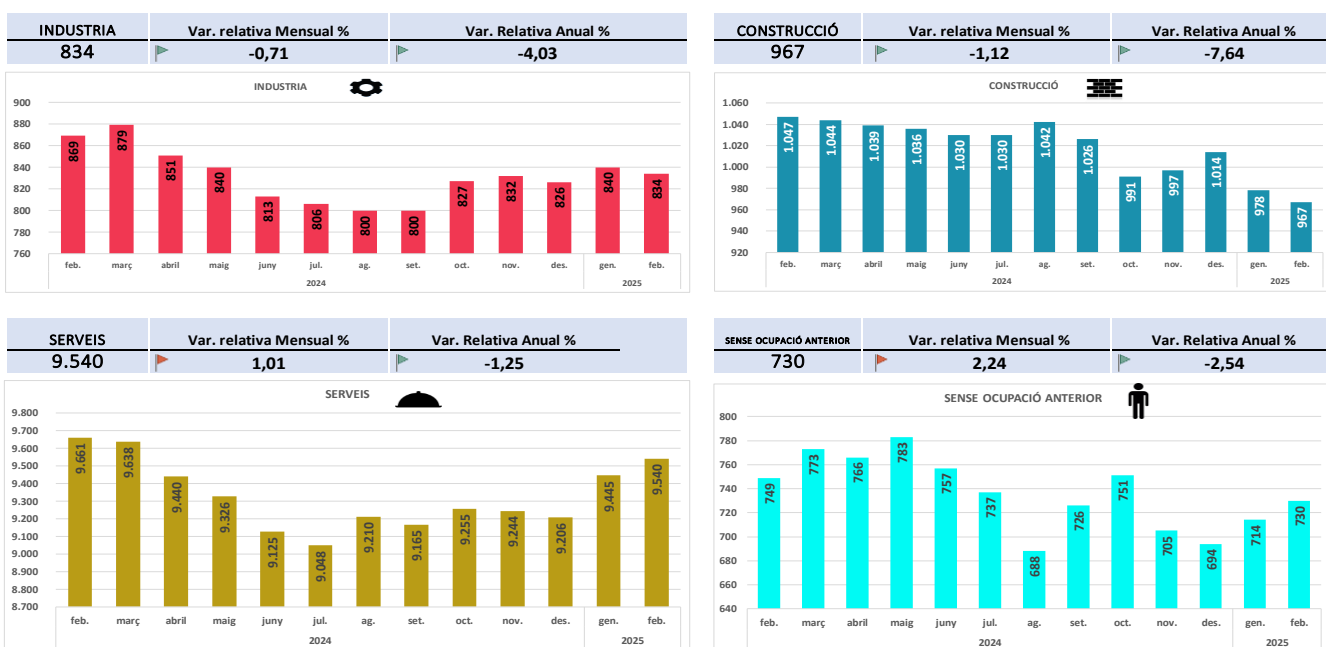 INDUSTRIA Var. relativa Mensual % Var. Relativa Anual %
834 -0,71 -4,03
INDUSTRIA
900
880
860
840
820
800
780
760
869 879 851 840 813 806 800 800 827 832 826 840 834
feb. març abril maig juny jul. ag. set. oct. nov. des. gen. feb.
2024 2025
CONSTRUCCIÓ Var. relativa Mensual % Var. Relativa Anual %
967 -1,12 -7,64
CONSTRUCCIÓ
1.060
1.040
1.020
1.000
980
960
940
920
1.047 1.044 1.039 1.036 1.030 1.030 1.042 1.026 991 997 1.014 978 967
feb. març abril maig juny jul. ag. set. oct. nov. des. gen. feb.
2024 2025
SERVEIS Var. relativa Mensual % Var. Relativa Anual %
9.540 1,01 -1,25
SERVEIS
9.800
9.700
9.600
9.500
9.400
9.300
9.200
9.100
9.000
8.900
8.800
8.700
9.661 9.638 9.440 9.326 9.125 9.048 9.210 9.165 9.255 9.244 9.206 9.445 9.540
feb. març abril maig juny jul. ag. set. oct. nov. des. gen. feb.
2024 2025
SENSE OCUPACIÓ ANTERIOR Var. relativa Mensual % Var. Relativa Anual %
730 2,24 -2,54
SENSE OCUPACIÓ ANTERIOR
800
780
760
740
720
700
680
660
640
749 773 766 783 757 737 688 726 751 705 694 714 730
feb. març abril maig juny jul. ag. set. oct. nov. des. gen. feb.
2024 2025